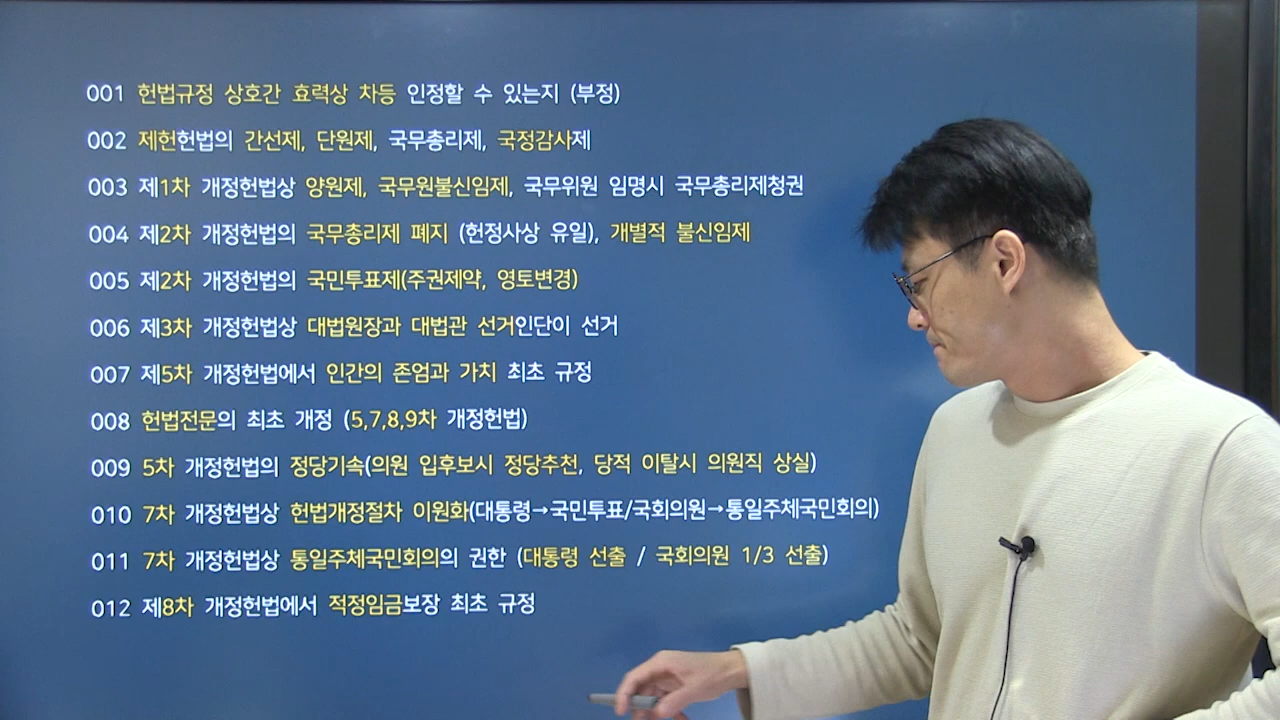 001 헌법규정 상호간 효력상 차등 인정할 수 있는지 (부정)
002 제헌헌법의 간선제, 단원제, 국무총리제, 국정감사제
003 제1차 개정헌법상 양원제, 국무원불신임제, 국무위원 임명시 국무총리제청권
004 제2차 개정헌법의 국무총리제 폐지 (헌정사상 유일), 개별적 불신임제
005 제2차 개정헌법의 국민투표제(주권제약, 영토변경)
006 제3차 개정헌법상 대법원장과 대법관 선거인단이 선거
007 제5차 개정헌법에서 인간의 존엄과 가치 최초 규정
008 헌법전문의 최초 개정 (5,7,8,9차 개정헌법)
009 5차 개정헌법의 정당기속(의원 입후보시 정당추천, 당적 이탈시 의원직 상실)
010 7차 개정헌법상 헌법개정절차 이원화(대통령→국민투표/국회의원→통일주체국민회의)
011 7차 개정헌법상 통일주체국민회의의 권한 (대통령 선출 / 국회의원 1/3 선출)
012 제8차 개정헌법에서 적정임금보장 최초 규정